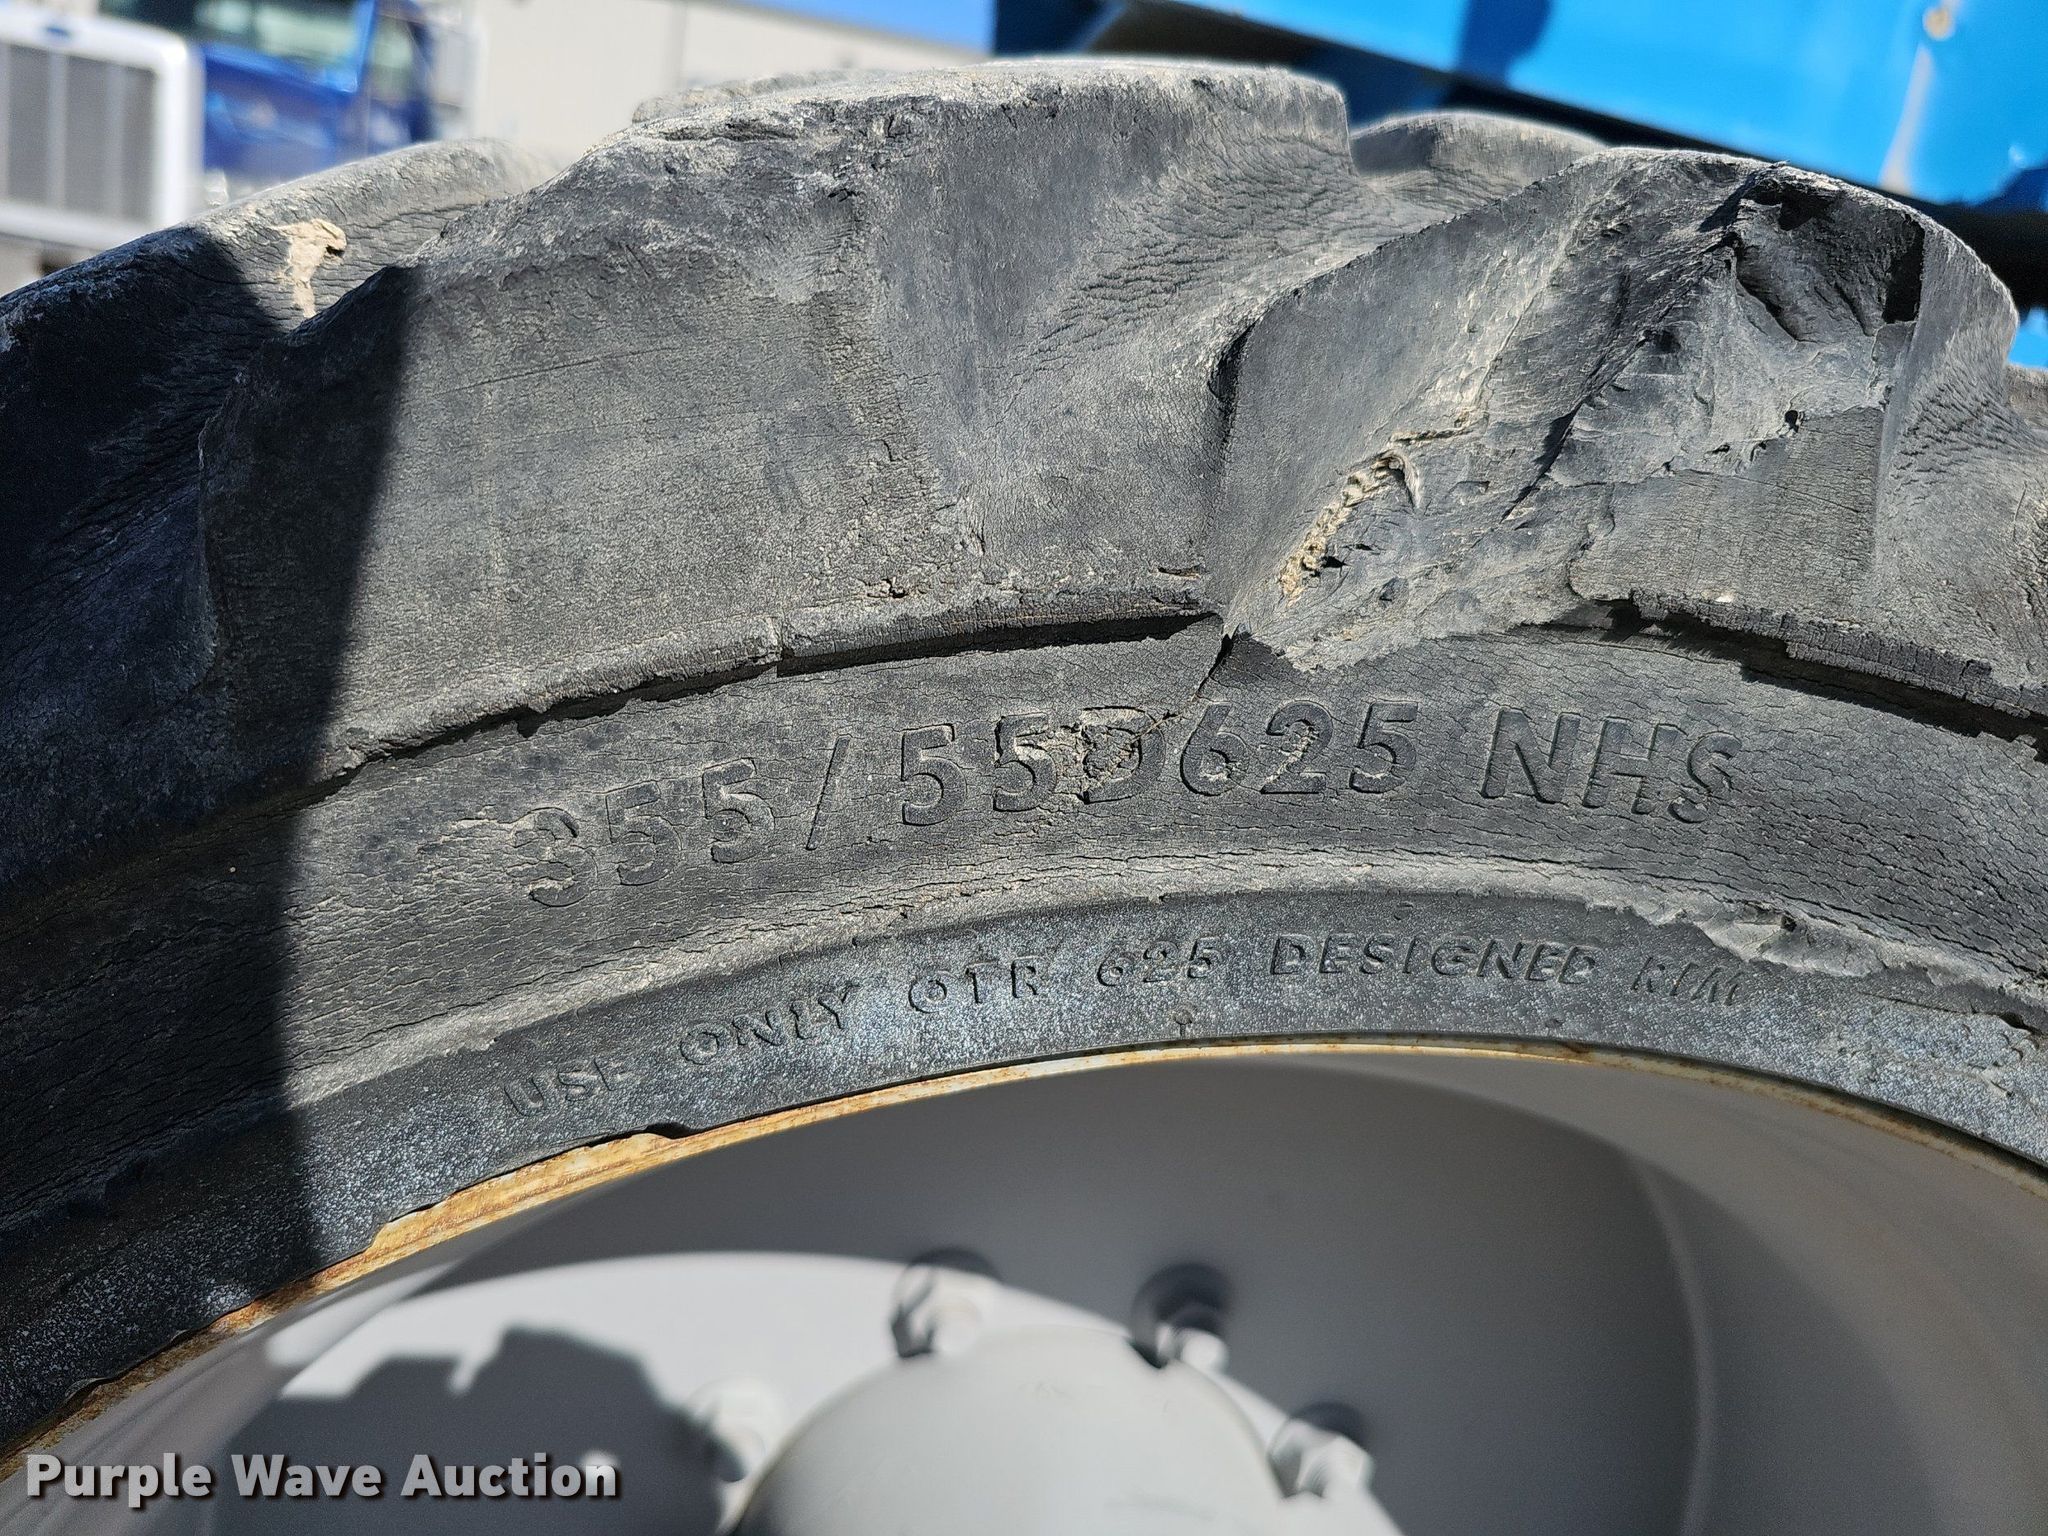 355/55D625 NHS
USE ONLY OTR 625 DESIGNED RIM
Purple Wave Auction